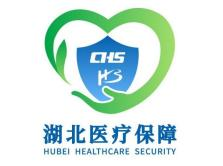 CHS
湖北医疗保障
HUBEI HEALTHCARE SECURITY